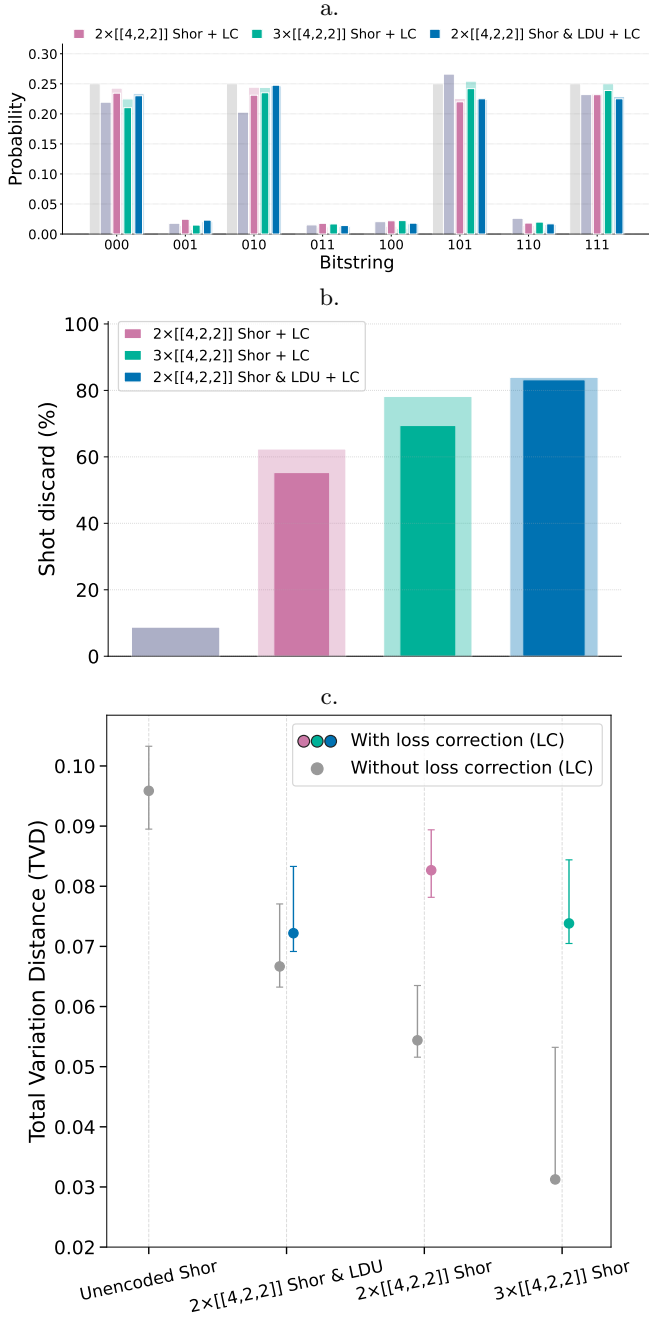 a.
2×[[4,2,2]] Shor + LC 3×[[4,2,2]] Shor + LC 2×[[4,2,2]] Shor & LDU + LC
0.30
0.25
0.20
0.15
0.10
0.05
0.00
Probability
000 001 010 011 100 101 110 111
Bitstring
b.
2×[[4,2,2]] Shor + LC
3×[[4,2,2]] Shor + LC
2×[[4,2,2]] Shor & LDU + LC
100
80
60
40
20
0
Shot discard (%)
c.
With loss correction (LC)
Without loss correction (LC)
0.10
0.09
0.08
0.07
0.06
0.05
0.04
0.03
0.02
Total Variation Distance (TVD)
Unencoded Shor
2×[[4,2,2]] Shor & LDU
2×[[4,2,2]] Shor
3×[[4,2,2]] Shor